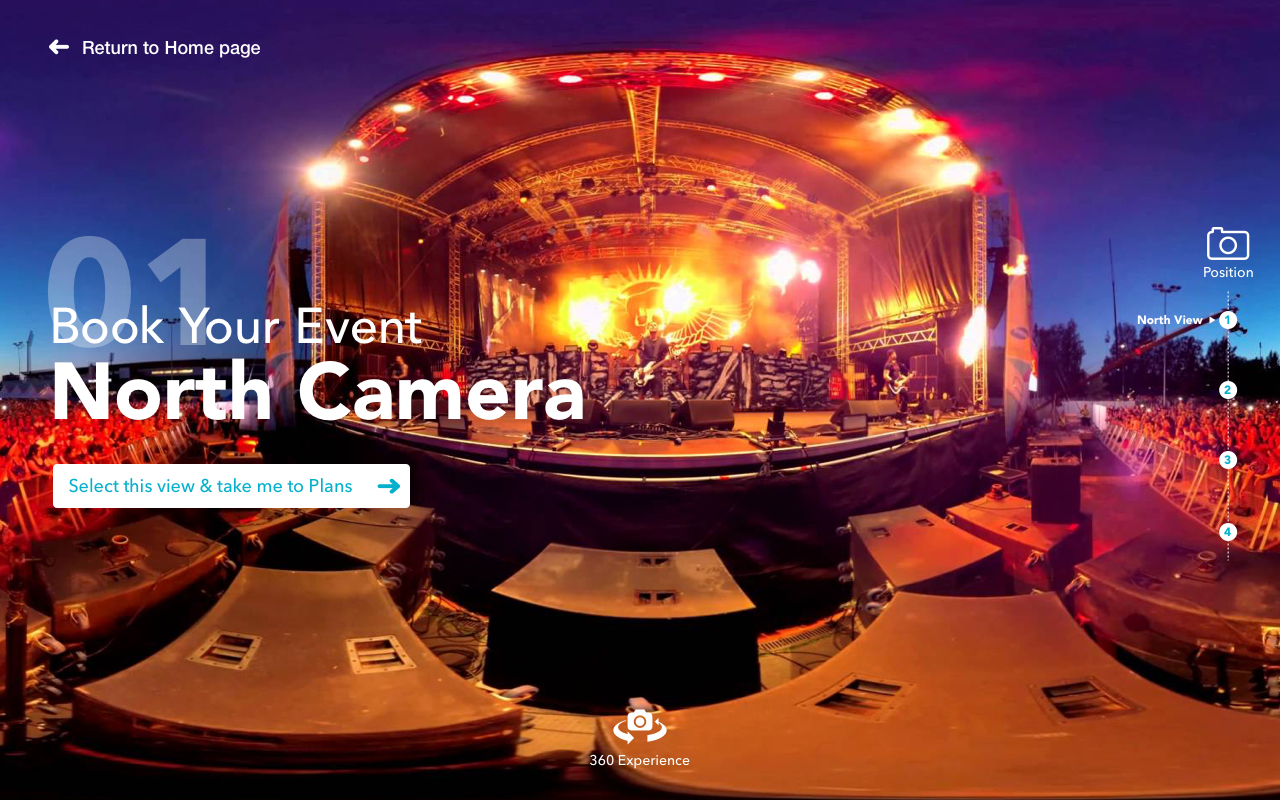 Return to Home page
01
Book Your Event
North Camera
Select this view & take me to Plans
Position
North View
1
2
3
4
360 Experience